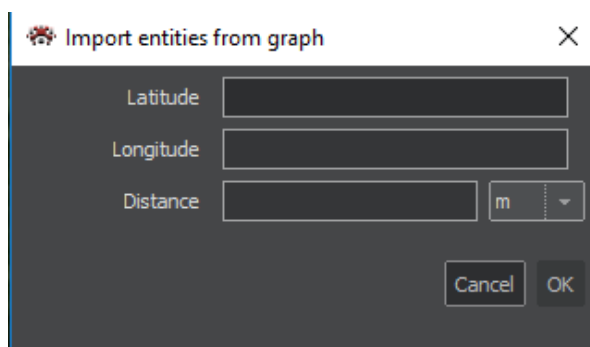 Import entities from graph
Latitude
Longitude
Distance m
Cancel OK